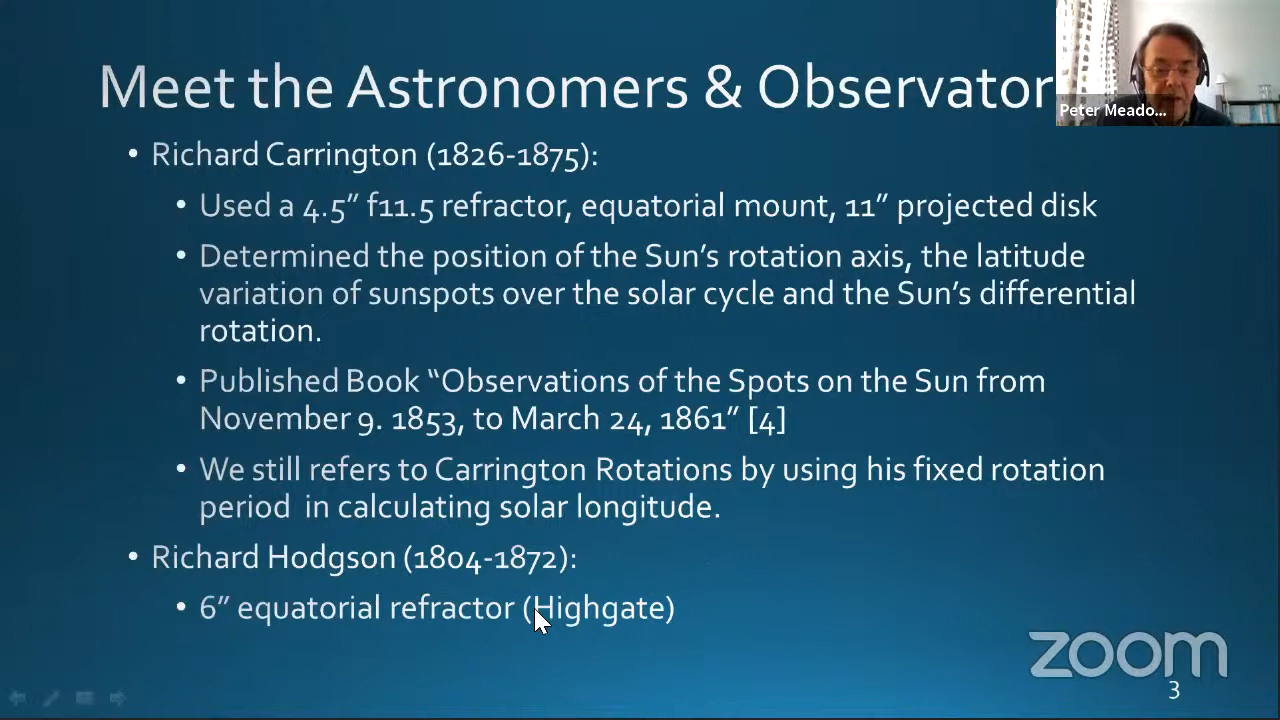 Meet the Astronomers & Observator
Peter Meado...
• Richard Carrington (1826-1875):
• Used a 4.5” f11.5 refractor, equatorial mount, 11” projected disk
• Determined the position of the Sun’s rotation axis, the latitude
variation of sunspots over the solar cycle and the Sun’s differential
rotation.
• Published Book “Observations of the Spots on the Sun from
November 9. 1853, to March 24, 1861” [4]
• We still refers to Carrington Rotations by using his fixed rotation
period in calculating solar longitude.
• Richard Hodgson (1804-1872):
• 6” equatorial refractor (Highgate)
zoom
3